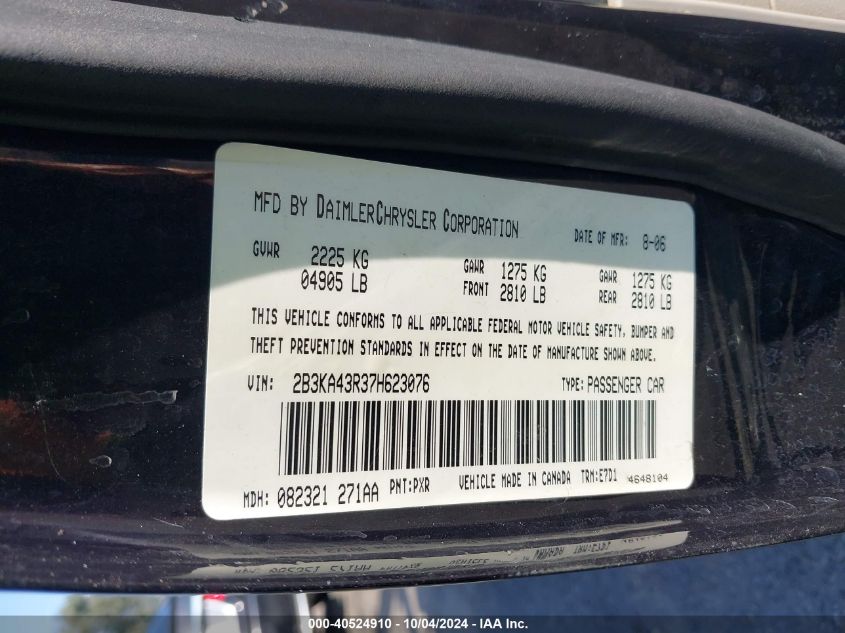 MFD BY DAIMLERCHRYSLER CORPORATION DATE OF MFR: 8-06
GVWR 2225 KG GAWR 1275 KG GAWR 1275 KG
04905 LB FRONT 2810 LB REAR 2810 LB
THIS VEHICLE CONFORMS TO ALL APPLICABLE FEDERAL MOTOR VEHICLE SAFETY, BUMPER AND
THEFT PREVENTION STANDARDS IN EFFECT ON THE DATE OF MANUFACTURE SHOWN ABOVE.
VIN: 2B3KA43R37H623076 TYPE: PASSENGER CAR
MDH: 082321 271AA PNT:PXR VEHICLE MADE IN CANADA TRM:E7D1 4648104
000-40524910 - 10/04/2024 - IAA Inc.